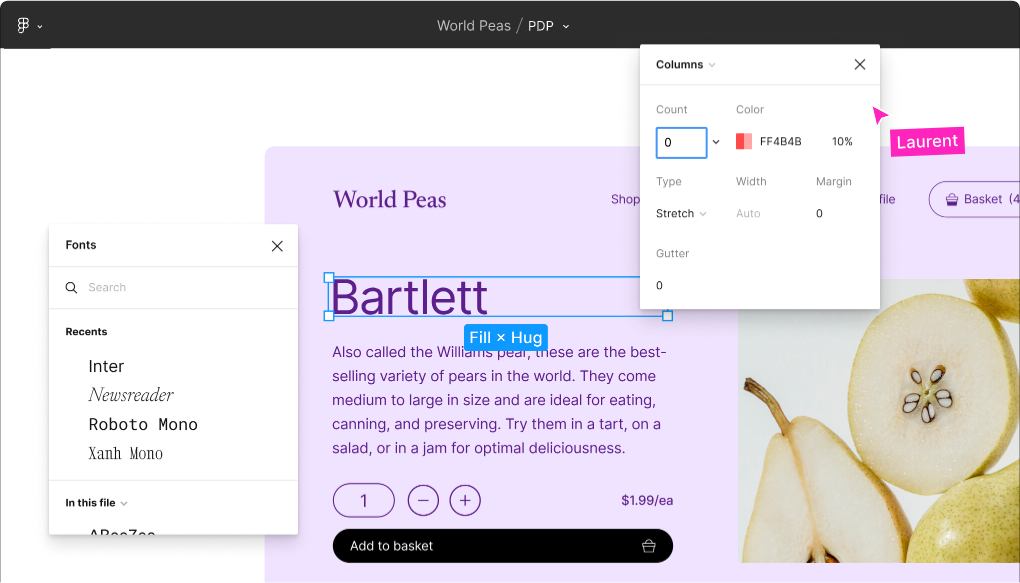 World Peas / PDP
Columns
Count Color
0 FF4B4B 10%
Laurent
Type Width Margin
Stretch Auto 0
Gutter
0
World Peas
Shop
file
Basket (4
Fonts
Search
Recents
Inter
Newsreader
Roboto Mono
Xanh Mono
In this file
ABeeZee
Bartlett
Fill × Hug
Also called the Williams pear, these are the best-
selling variety of pears in the world. They come
medium to large in size and are ideal for eating,
canning, and preserving. Try them in a tart, on a
salad, or in a jam for optimal deliciousness.
1 − + $1.99/ea
Add to basket